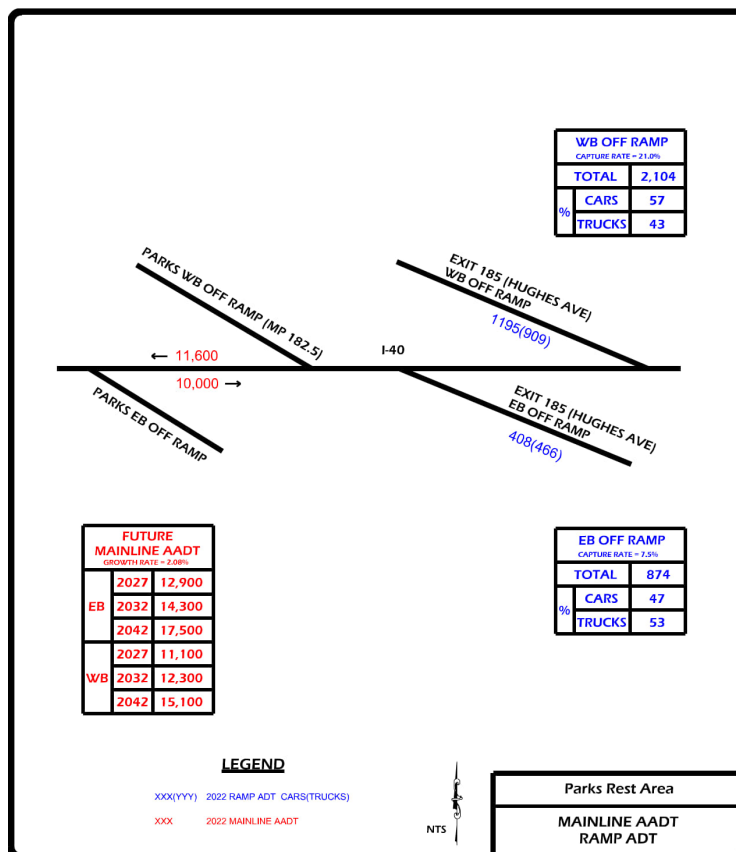 WB OFF RAMP
CAPTURE RATE = 21.0%
TOTAL 2,104
% CARS 57
TRUCKS 43
PARKS WB OFF RAMP (MP 182.5)
EXIT 185 (HUGHES AVE)
WB OFF RAMP
1195(909)
← 11,600
I-40
10,000 →
PARKS EB OFF RAMP
EXIT 185 (HUGHES AVE)
EB OFF RAMP
408(466)
FUTURE
MAINLINE AADT
GROWTH RATE = 2.08%
EB 2027 12,900
2032 14,300
2042 17,500
WB 2027 11,100
2032 12,300
2042 15,100
EB OFF RAMP
CAPTURE RATE = 7.5%
TOTAL 874
% CARS 47
TRUCKS 53
LEGEND
XXX(YYY) 2022 RAMP ADT CARS(TRUCKS)
XXX 2022 MAINLINE AADT
NTS
Parks Rest Area
MAINLINE AADT
RAMP ADT